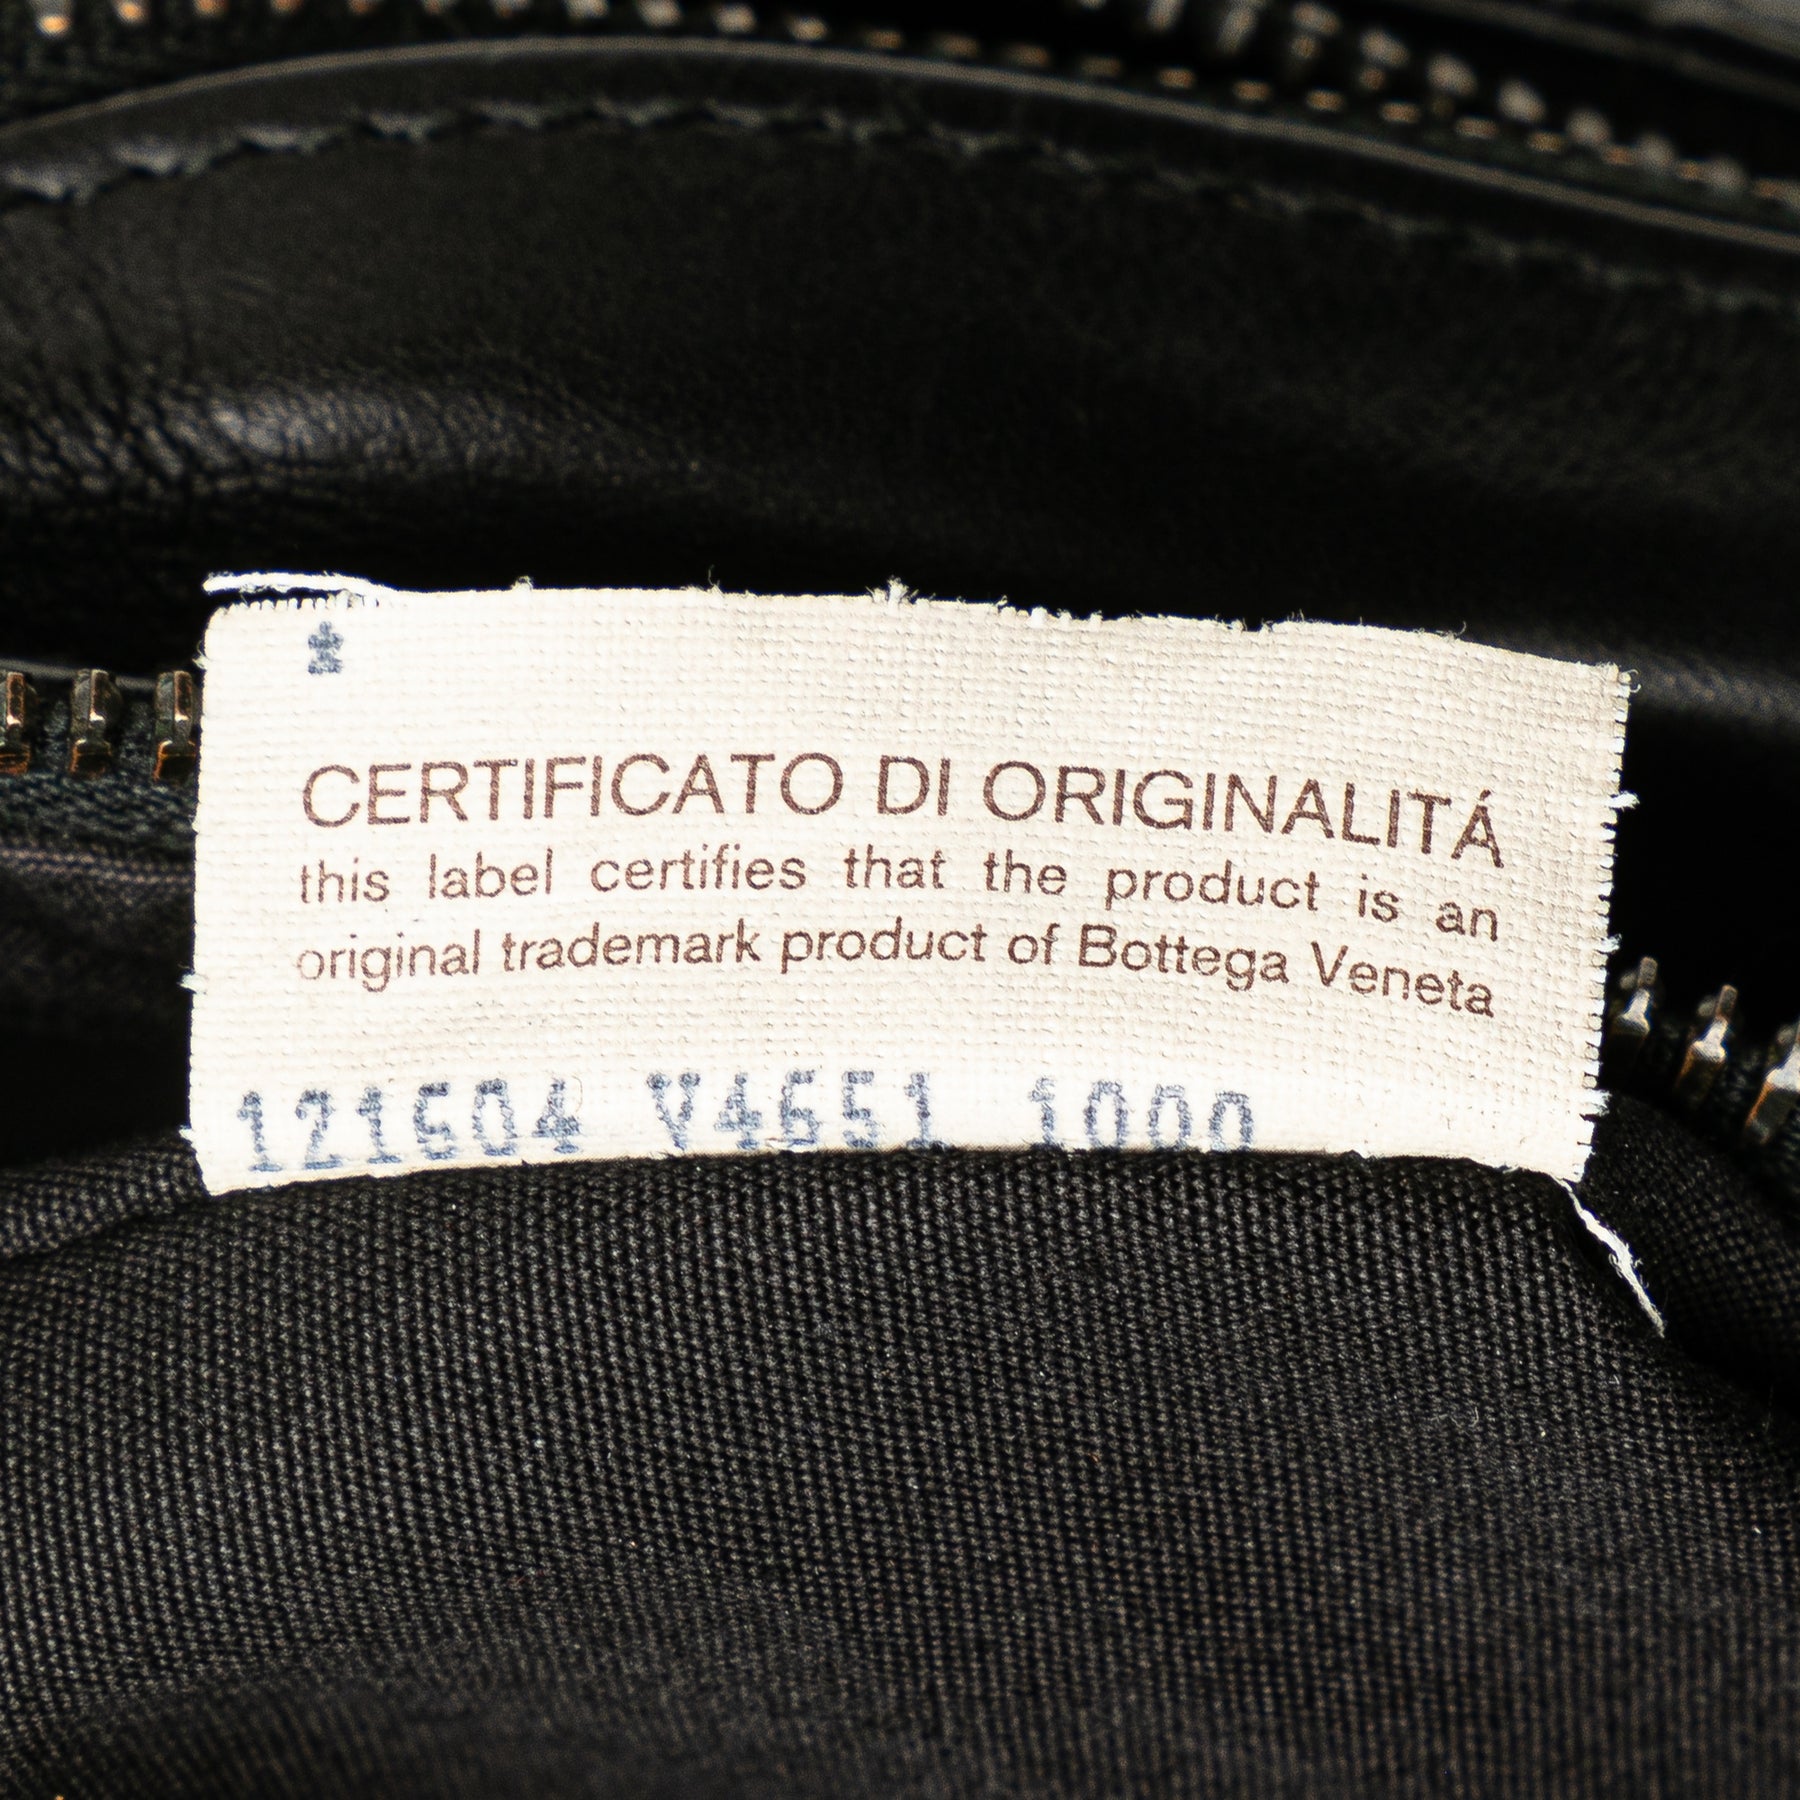 *
CERTIFICATO DI ORIGINALITÁ
this label certifies that the product is an
original trademark product of Bottega Veneta
121604 V4651 1000